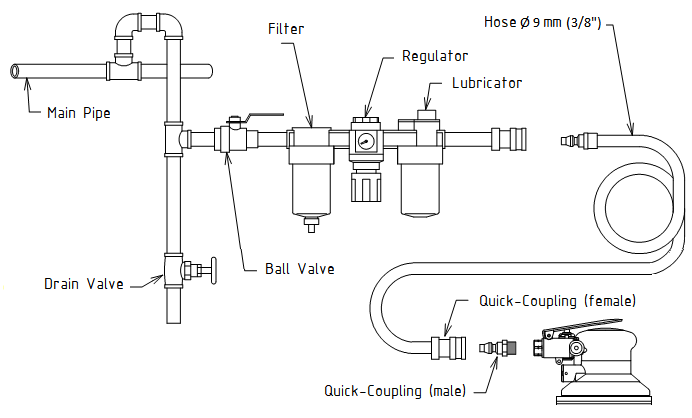 Hose Ø 9 mm (3/8")
Filter
Regulator
Lubricator
Main Pipe
Ball Valve
Drain Valve
Quick-Coupling (female)
Quick-Coupling (male)